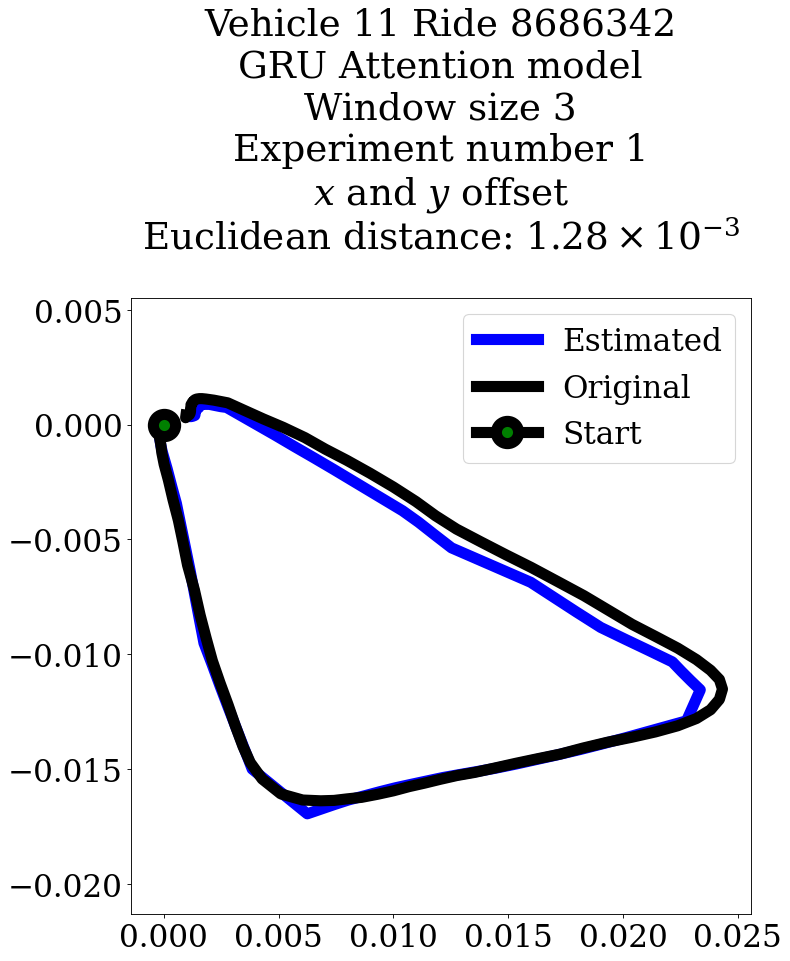 Vehicle 11 Ride 8686342
GRU Attention model
Window size 3
Experiment number 1
x and y offset
Euclidean distance: 1.28 × 10⁻³
Estimated
Original
Start
0.005
0.000
−0.005
−0.010
−0.015
−0.020
0.000 0.005 0.010 0.015 0.020 0.025